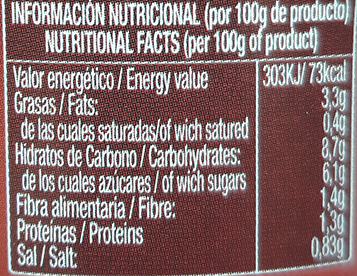 INFORMACIÓN NUTRICIONAL (por 100g de producto)
NUTRITIONAL FACTS (per 100g of product)
Valor energético / Energy value 303KJ/ 73kcal
Grasas / Fats: 3,3g
de las cuales saturadas/of wich satured 0,4g
Hidratos de Carbono / Carbohydrates: 8,7g
de los cuales azúcares / of wich sugars 6,1g
Fibra alimentaria / Fibre: 1,4g
Proteínas / Proteins 1,3g
Sal / Salt: 0,83g